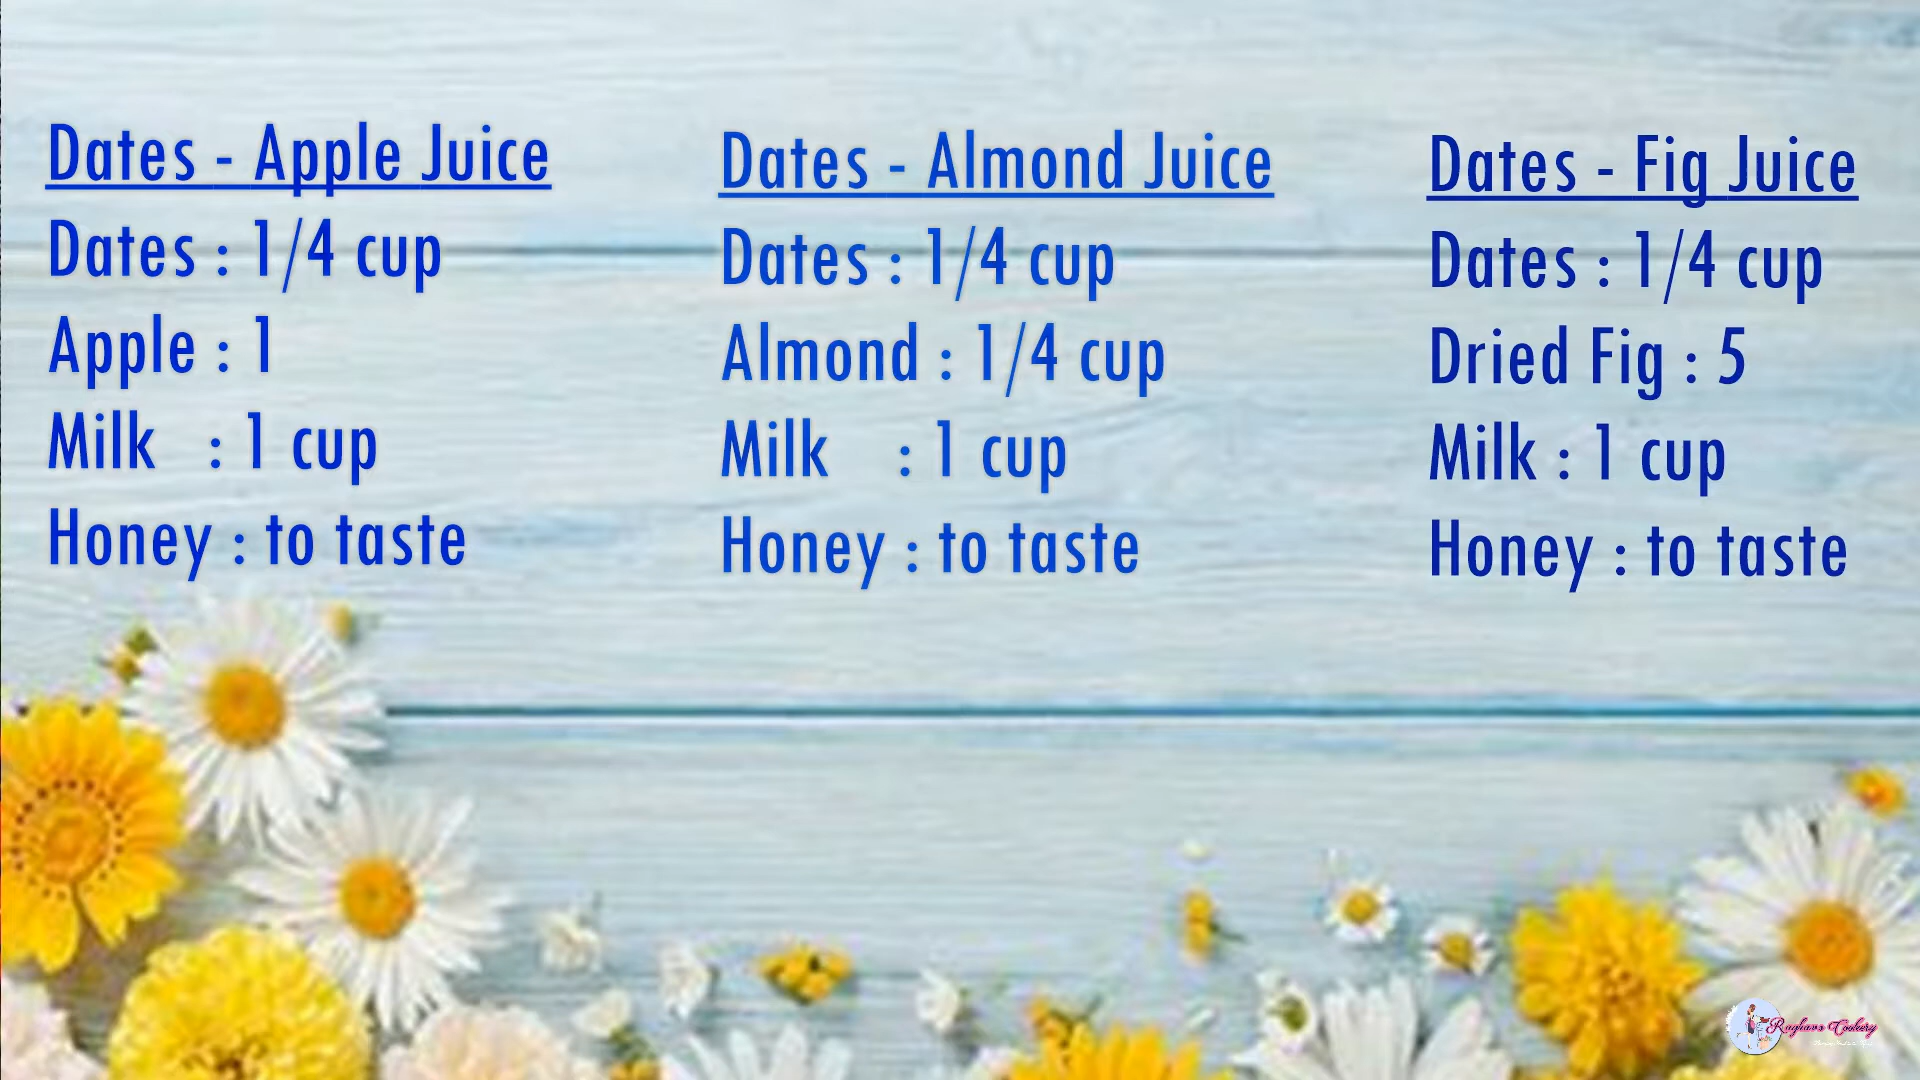 Dates - Apple Juice
Dates : 1/4 cup
Apple : 1
Milk : 1 cup
Honey : to taste
Dates - Almond Juice
Dates : 1/4 cup
Almond : 1/4 cup
Milk : 1 cup
Honey : to taste
Dates - Fig Juice
Dates : 1/4 cup
Dried Fig : 5
Milk : 1 cup
Honey : to taste
Raghavs Cookery